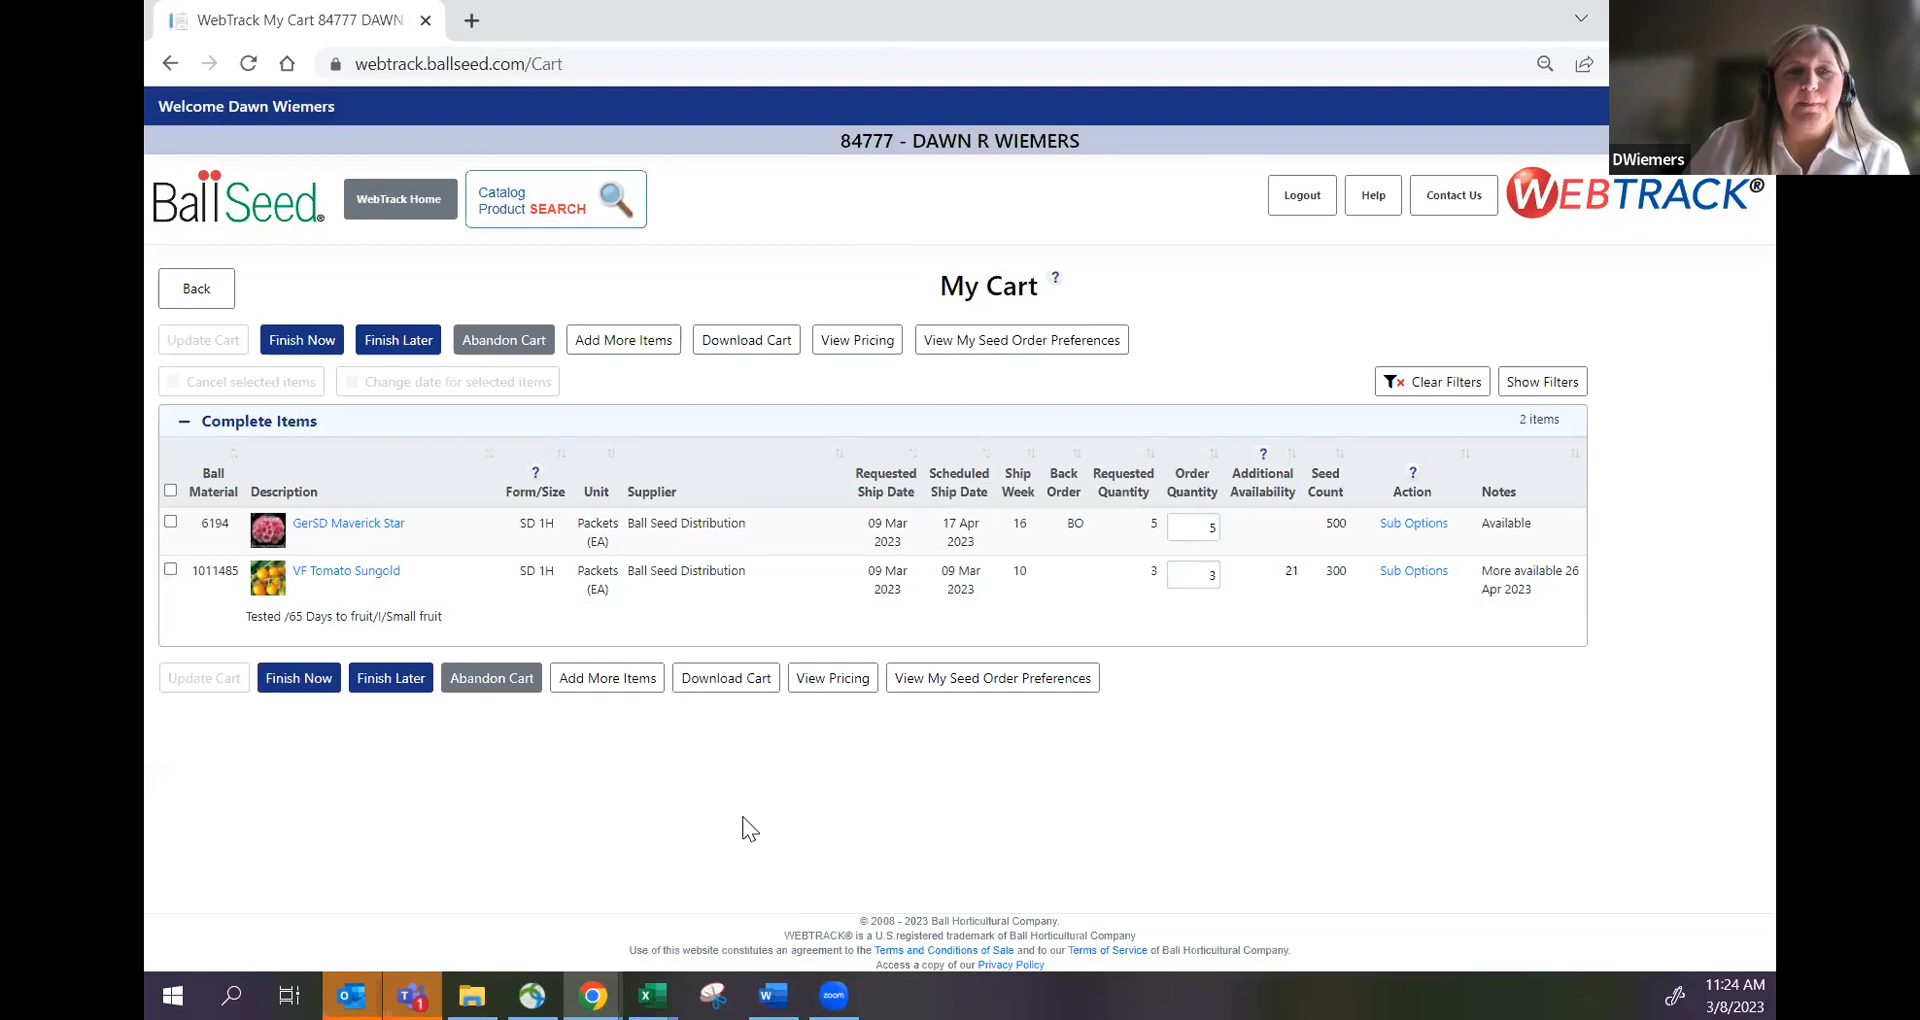 WebTrack My Cart 84777 DAWN
webtrack.ballseed.com/Cart
Welcome Dawn Wiemers
84777 - DAWN R WIEMERS
DWiemers
Ball Seed®
WebTrack Home
Catalog
Product SEARCH
Logout
Help
Contact Us
WEBTRACK®
Back
My Cart ?
Update Cart
Finish Now
Finish Later
Abandon Cart
Add More Items
Download Cart
View Pricing
View My Seed Order Preferences
Cancel selected items
Change date for selected items
Clear Filters
Show Filters
Complete Items
2 items
Ball Material
Description
? Form/Size
Unit
Supplier
Requested Ship Date
Scheduled Ship Date
Ship Week
Back Order
Requested Quantity
Order Quantity
? Additional Availability
Seed Count
? Action
Notes
6194 GerSD Maverick Star SD 1H Packets (EA) Ball Seed Distribution 09 Mar 2023 17 Apr 2023 16 BO 5 5 500 Sub Options Available
1011485 VF Tomato Sungold SD 1H Packets (EA) Ball Seed Distribution 09 Mar 2023 09 Mar 2023 10 3 3 21 300 Sub Options More available 26 Apr 2023
Tested /65 Days to fruit/I/Small fruit
Update Cart
Finish Now
Finish Later
Abandon Cart
Add More Items
Download Cart
View Pricing
View My Seed Order Preferences
© 2008 - 2023 Ball Horticultural Company.
WEBTRACK® is a U.S.registered trademark of Ball Horticultural Company
Use of this website constitutes an agreement to the Terms and Conditions of Sale and to our Terms of Service of Ball Horticultural Company.
Access a copy of our Privacy Policy
zoom
11:24 AM
3/8/2023